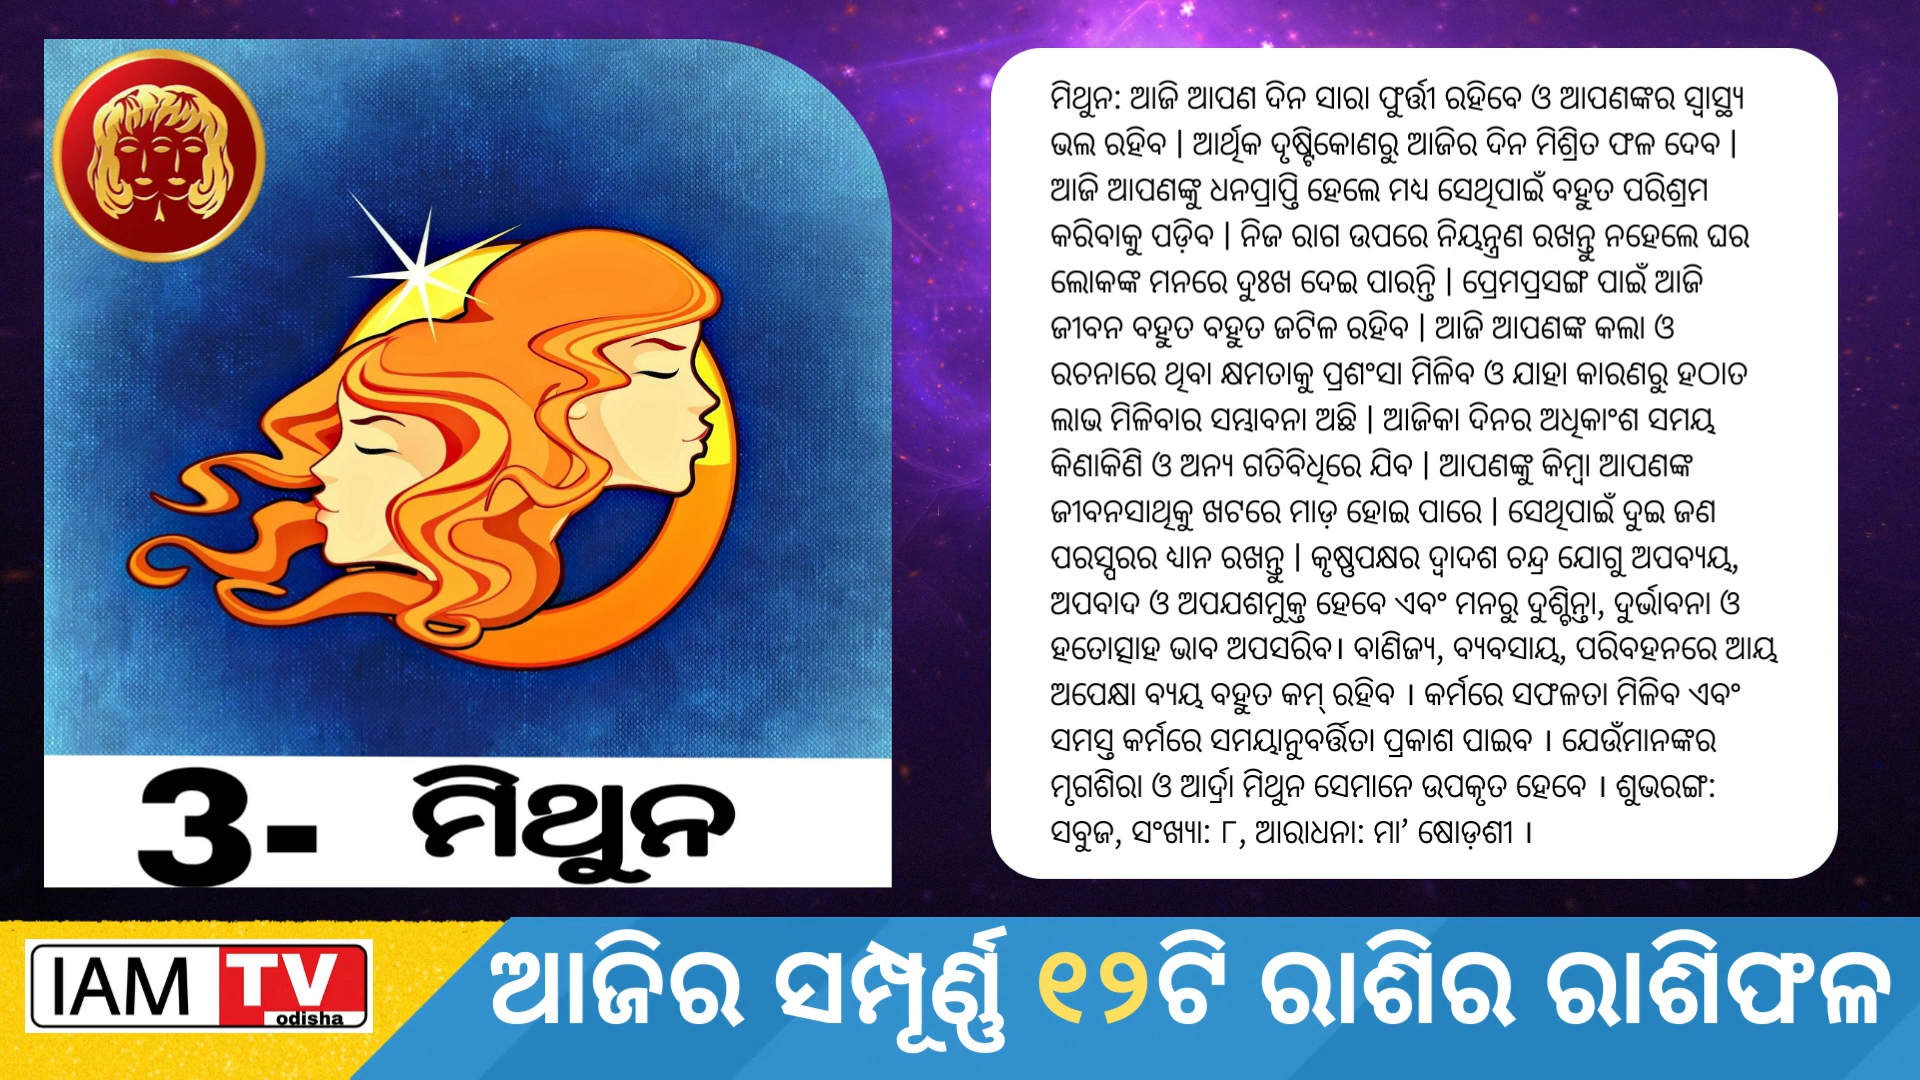 ମିଥୁନ: ଆଜି ଆପଣ ଦିନ ସାରା ଫୁର୍ତ୍ତୀ ରହିବେ ଓ ଆପଣଙ୍କର ସ୍ୱାସ୍ଥ୍ୟ
ଭଲ ରହିବ | ଆର୍ଥିକ ଦୃଷ୍ଟିକୋଣରୁ ଆଜିର ଦିନ ମିଶ୍ରିତ ଫଳ ଦେବ |
ଆଜି ଆପଣଙ୍କୁ ଧନପ୍ରାପ୍ତି ହେଲେ ମଧ୍ୟ ସେଥିପାଇଁ ବହୁତ ପରିଶ୍ରମ
କରିବାକୁ ପଡ଼ିବ | ନିଜ ରାଗ ଉପରେ ନିୟନ୍ତ୍ରଣ ରଖନ୍ତୁ ନହେଲେ ଘର
ଲୋକଙ୍କ ମନରେ ଦୁଃଖ ଦେଇ ପାରନ୍ତି | ପ୍ରେମପ୍ରସଙ୍ଗ ପାଇଁ ଆଜି
ଜୀବନ ବହୁତ ବହୁତ ଜଟିଳ ରହିବ | ଆଜି ଆପଣଙ୍କ କଲା ଓ
ରଚନାରେ ଥିବା କ୍ଷମତାକୁ ପ୍ରଶଂସା ମିଳିବ ଓ ଯାହା କାରଣରୁ ହଠାତ
ଲାଭ ମିଳିବାର ସମ୍ଭାବନା ଅଛି | ଆଜିକା ଦିନର ଅଧିକାଂଶ ସମୟ
କିଣାକିଣି ଓ ଅନ୍ୟ ଗତିବିଧିରେ ଯିବ | ଆପଣଙ୍କୁ କିମ୍ବା ଆପଣଙ୍କ
ଜୀବନସାଥିକୁ ଖଟରେ ମାଡ଼ ହୋଇ ପାରେ | ସେଥିପାଇଁ ଦୁଇ ଜଣ
ପରସ୍ପରର ଧ୍ୟାନ ରଖନ୍ତୁ | କୃଷ୍ଣପକ୍ଷର ଦ୍ୱାଦଶ ଚନ୍ଦ୍ର ଯୋଗୁ ଅପବ୍ୟୟ,
ଅପବାଦ ଓ ଅପଯଶମୁକ୍ତ ହେବେ ଏବଂ ମନରୁ ଦୁଶ୍ଚିନ୍ତା, ଦୁର୍ଭାବନା ଓ
ହତୋତ୍ସାହ ଭାବ ଅପସରିବ। ବାଣିଜ୍ୟ, ବ୍ୟବସାୟ, ପରିବହନରେ ଆୟ
ଅପେକ୍ଷା ବ୍ୟୟ ବହୁତ କମ୍ ରହିବ । କର୍ମରେ ସଫଳତା ମିଳିବ ଏବଂ
ସମସ୍ତ କର୍ମରେ ସମୟାନୁବର୍ତ୍ତିତା ପ୍ରକାଶ ପାଇବ । ଯେଉଁମାନଙ୍କର
ମୃଗଶିରା ଓ ଆର୍ଦ୍ରା ମିଥୁନ ସେମାନେ ଉପକୃତ ହେବେ । ଶୁଭରଙ୍ଗ:
ସବୁଜ, ସଂଖ୍ୟା: ୮, ଆରାଧନା: ମା’ ଷୋଡ଼ଶୀ ।
3- ମିଥୁନ
IAM TV
odisha
ଆଜିର ସମ୍ପୂର୍ଣ୍ଣ ୧୨ଟି ରାଶିର ରାଶିଫଳ